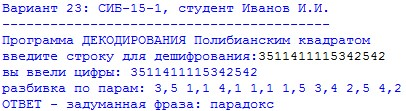 Вариант 23: СИБ-15-1, студент Иванов И.И.
----------------------------------------
Программа ДЕКОДИРОВАНИЯ Полибианским квадратом
введите строку для дешифрования:3511411115342542
вы ввели цифры: 3511411115342542
разбивка по парам: 3,5 1,1 4,1 1,1 1,5 3,4 2,5 4,2
ОТВЕТ - задуманная фраза: парадокс